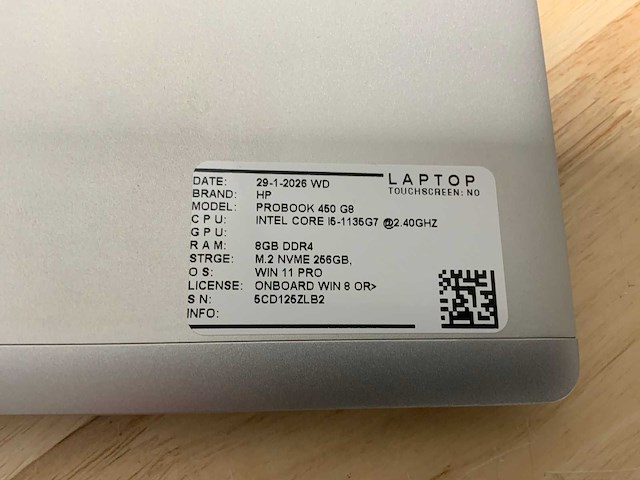 LAPTOP
TOUCHSCREEN: NO
DATE: 29-1-2026 WD
BRAND: HP
MODEL: PROBOOK 450 G8
CPU: INTEL CORE I5-1135G7 @2.40GHZ
GPU:
RAM: 8GB DDR4
STRGE: M.2 NVME 256GB,
OS: WIN 11 PRO
LICENSE: ONBOARD WIN 8 OR>
SN: 5CD125ZLB2
INFO: